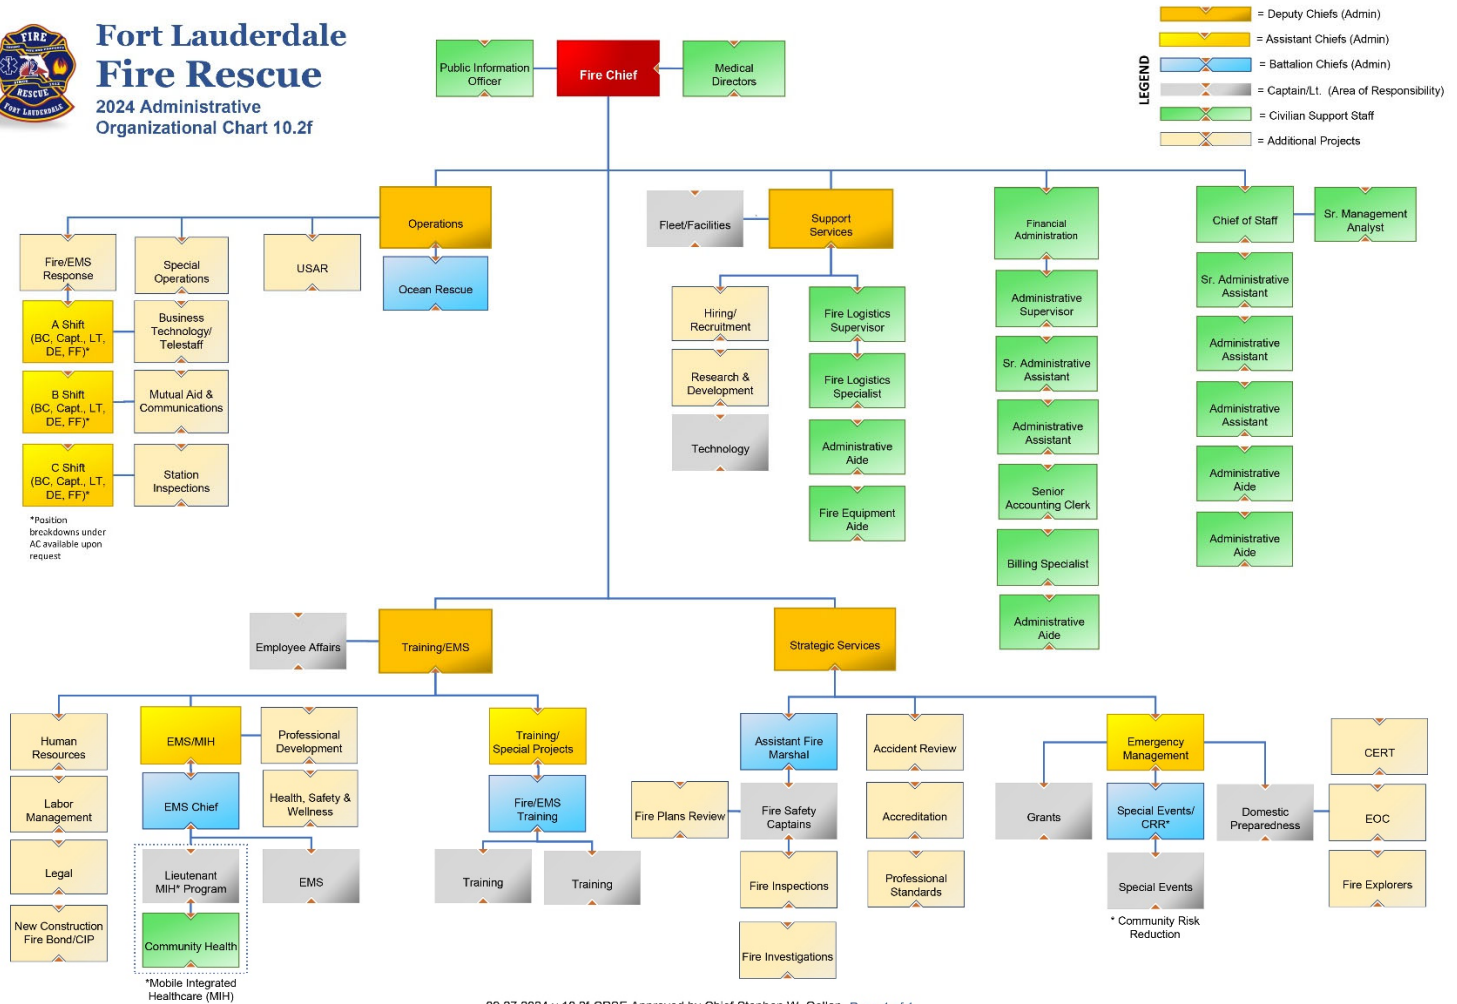 FIRE
RESCUE
FORT LAUDERDALE
Fort Lauderdale
Fire Rescue
2024 Administrative
Organizational Chart 10.2f
Public Information
Officer
Fire Chief
Medical
Directors
LEGEND
= Deputy Chiefs (Admin)
= Assistant Chiefs (Admin)
= Battalion Chiefs (Admin)
= Captain/Lt. (Area of Responsibility)
= Civilian Support Staff
= Additional Projects
Operations
Ocean Rescue
Fire/EMS
Response
A Shift
(BC, Capt., LT,
DE, FF)*
B Shift
(BC, Capt., LT,
DE, FF)*
C Shift
(BC, Capt., LT,
DE, FF)*
*Position
breakdowns under
AC available upon
request
Special
Operations
Business
Technology/
Telestaff
Mutual Aid &
Communications
Station
Inspections
USAR
Fleet/Facilities
Support
Services
Hiring/
Recruitment
Research &
Development
Technology
Fire Logistics
Supervisor
Fire Logistics
Specialist
Administrative
Aide
Fire Equipment
Aide
Financial
Administration
Administrative
Supervisor
Sr. Administrative
Assistant
Administrative
Assistant
Senior
Accounting Clerk
Billing Specialist
Administrative
Aide
Chief of Staff
Sr. Management
Analyst
Sr. Administrative
Assistant
Administrative
Assistant
Administrative
Assistant
Administrative
Aide
Administrative
Aide
Employee Affairs
Training/EMS
Human
Resources
Labor
Management
Legal
New Construction
Fire Bond/CIP
EMS/MIH
EMS Chief
Lieutenant
MIH* Program
Community Health
*Mobile Integrated
Healthcare (MIH)
EMS
Professional
Development
Health, Safety &
Wellness
Training/
Special Projects
Fire/EMS
Training
Training
Training
Strategic Services
Assistant Fire
Marshal
Fire Plans Review
Fire Safety
Captains
Fire Inspections
Fire Investigations
Accident Review
Accreditation
Professional
Standards
Emergency
Management
Grants
Special Events/
CRR*
Special Events
* Community Risk
Reduction
Domestic
Preparedness
CERT
EOC
Fire Explorers